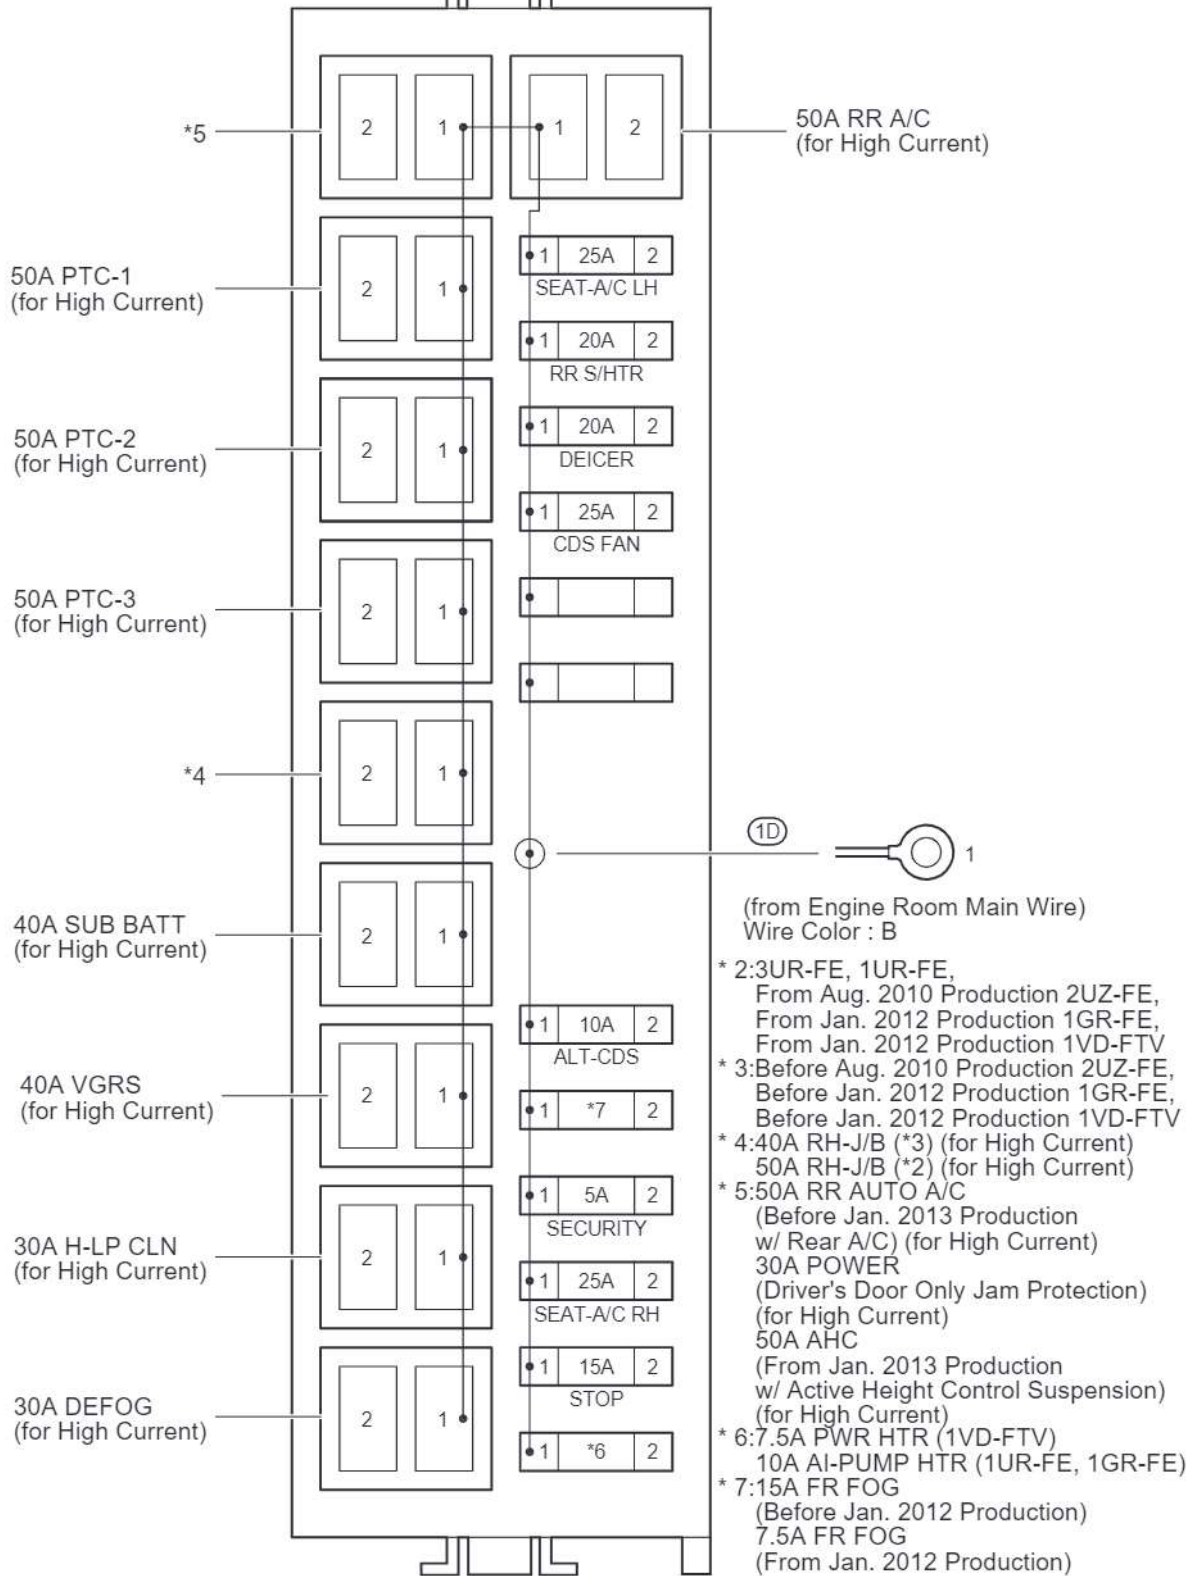 *5
2
1
1
2
50A RR A/C
(for High Current)
50A PTC-1
(for High Current)
2
1
1 25A 2
SEAT-A/C LH
1 20A 2
RR S/HTR
50A PTC-2
(for High Current)
2
1
1 20A 2
DEICER
1 25A 2
CDS FAN
50A PTC-3
(for High Current)
2
1
*4
2
1
1D
1
(from Engine Room Main Wire)
Wire Color : B
40A SUB BATT
(for High Current)
2
1
1 10A 2
ALT-CDS
40A VGRS
(for High Current)
2
1
1 *7 2
1 5A 2
SECURITY
30A H-LP CLN
(for High Current)
2
1
1 25A 2
SEAT-A/C RH
1 15A 2
STOP
30A DEFOG
(for High Current)
2
1
1 *6 2
* 2:3UR-FE, 1UR-FE,
From Aug. 2010 Production 2UZ-FE,
From Jan. 2012 Production 1GR-FE,
From Jan. 2012 Production 1VD-FTV
* 3:Before Aug. 2010 Production 2UZ-FE,
Before Jan. 2012 Production 1GR-FE,
Before Jan. 2012 Production 1VD-FTV
* 4:40A RH-J/B (*3) (for High Current)
50A RH-J/B (*2) (for High Current)
* 5:50A RR AUTO A/C
(Before Jan. 2013 Production
w/ Rear A/C) (for High Current)
30A POWER
(Driver's Door Only Jam Protection)
(for High Current)
50A AHC
(From Jan. 2013 Production
w/ Active Height Control Suspension)
(for High Current)
* 6:7.5A PWR HTR (1VD-FTV)
10A AI-PUMP HTR (1UR-FE, 1GR-FE)
* 7:15A FR FOG
(Before Jan. 2012 Production)
7.5A FR FOG
(From Jan. 2012 Production)